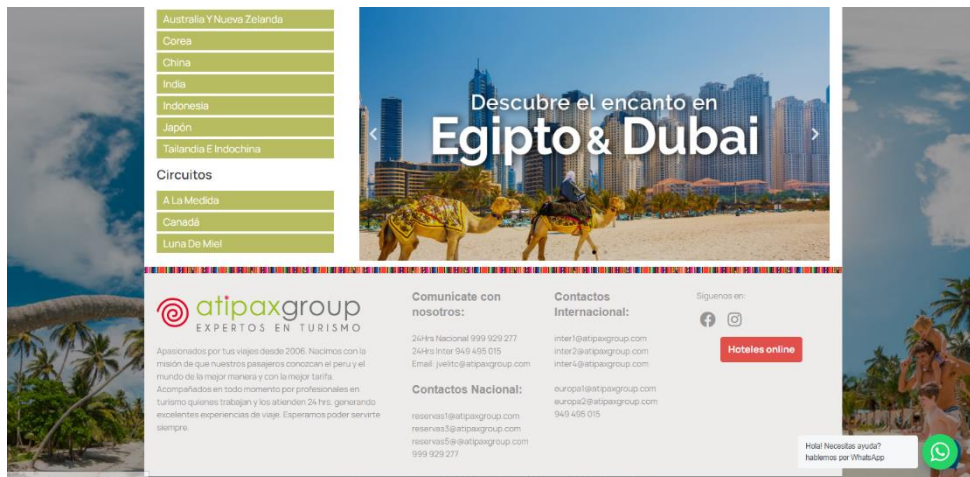 Australia Y Nueva Zelanda
Corea
China
India
Indonesia
Japón
Tailandia E Indochina
Circuitos
A La Medida
Canadá
Luna De Miel
Descubre el encanto en
Egipto & Dubai
atipaxgroup
EXPERTOS EN TURISMO
Apasionados por tus viajes desde 2006. Nacimos con la
misión de que nuestros pasajeros conozcan el peru y el
mundo de la mejor manera y con la mejor tarifa.
Acompañados en todo momento por profesionales en
turismo quienes trabajan y los atienden 24 hrs, generando
excelentes experiencias de viaje. Esperamos poder servirte
siempre.
Comunicate con
nosotros:
24Hrs Nacional 999 929 277
24Hrs Inter 949 495 015
Email: jvelitc@atipaxgroup.com
Contactos Nacional:
reservas1@atipaxgroup.com
reservas3@atipaxgroup.com
reservas5@@atipaxgroup.com
999 929 277
Contactos
Internacional:
inter1@atipaxgroup.com
inter2@atipaxgroup.com
inter4@atipaxgroup.com
europa1@atipaxgroup.com
europa2@atipaxgroup.com
949 495 015
Siguenos en:
Hoteles online
Hola! Necesitas ayuda?
hablemos por WhatsApp